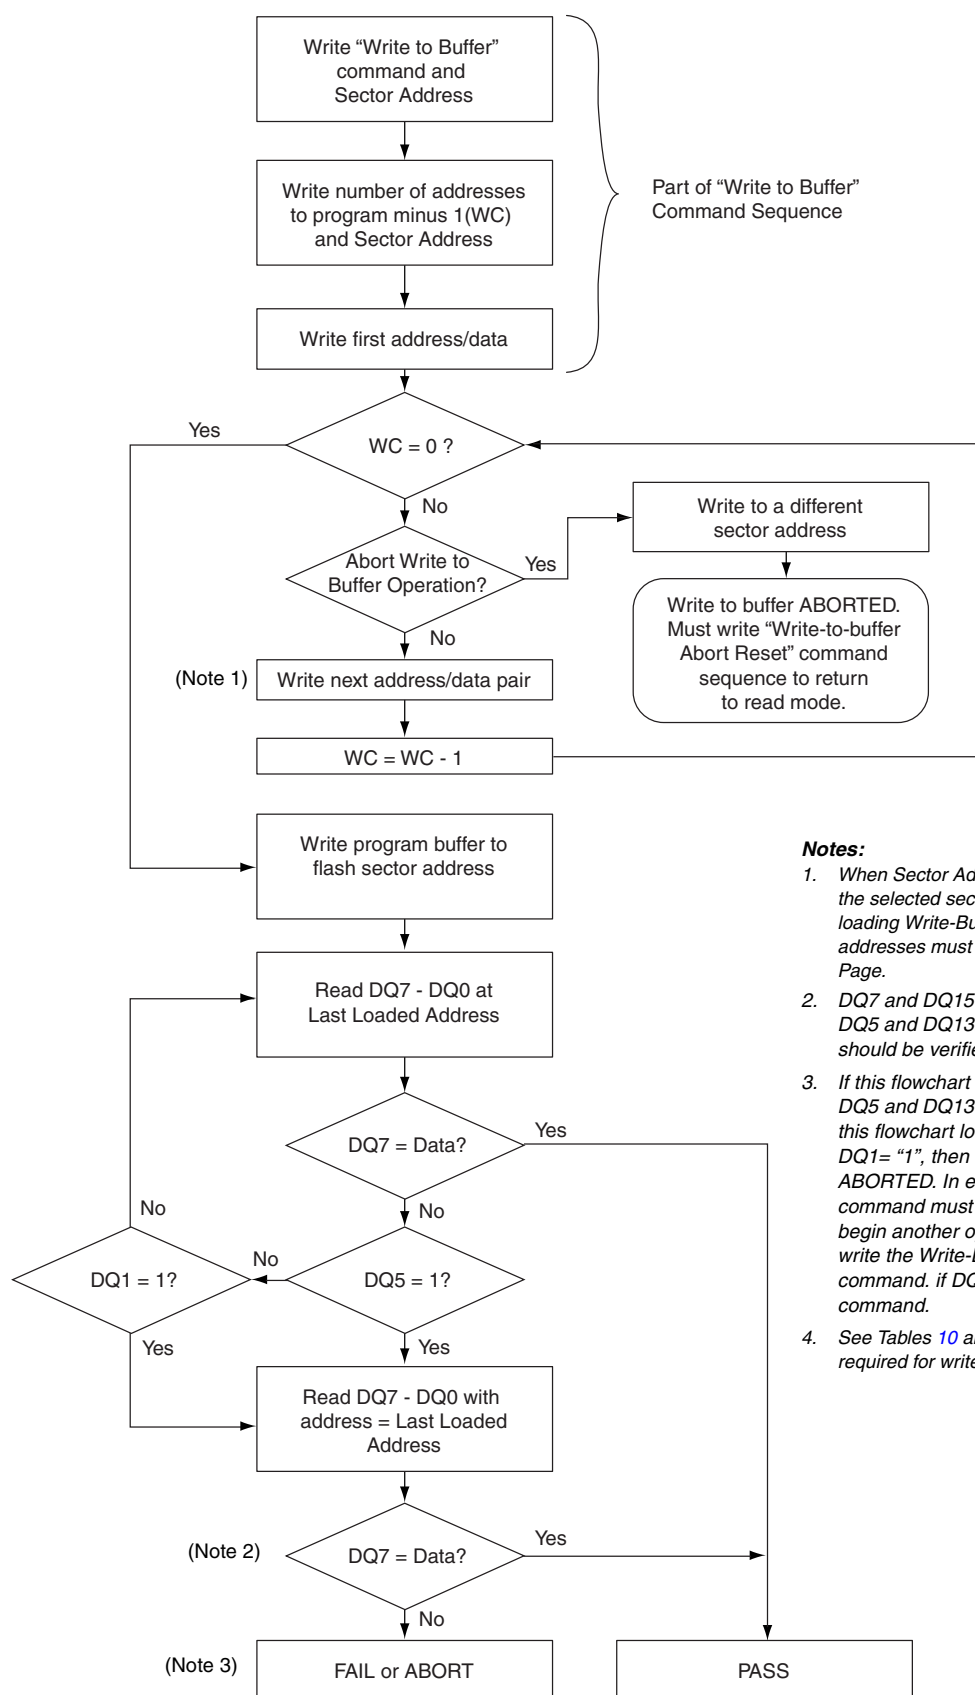 Write “Write to Buffer”
command and
Sector Address
Write number of addresses
to program minus 1(WC)
and Sector Address
Part of “Write to Buffer”
Command Sequence
Write first address/data
Yes
WC = 0 ?
No
Write to a different
sector address
Abort Write to
Buffer Operation?
Yes
Write to buffer ABORTED.
Must write “Write-to-buffer
Abort Reset” command
sequence to return
to read mode.
No
(Note 1)
Write next address/data pair
WC = WC - 1
Write program buffer to
flash sector address
Notes:
1. When Sector Ad
the selected sec
loading Write-Bu
addresses must
Page.
2. DQ7 and DQ15
DQ5 and DQ13
should be verifie
3. If this flowchart
DQ5 and DQ13
this flowchart lo
DQ1= “1”, then
ABORTED. In e
command must
begin another o
write the Write-
command. if DQ
command.
4. See Tables 10 a
required for write
Read DQ7 - DQ0 at
Last Loaded Address
DQ7 = Data?
Yes
No
No
DQ1 = 1?
No
DQ5 = 1?
Yes
Yes
Read DQ7 - DQ0 with
address = Last Loaded
Address
(Note 2)
DQ7 = Data?
Yes
No
(Note 3)
FAIL or ABORT
PASS